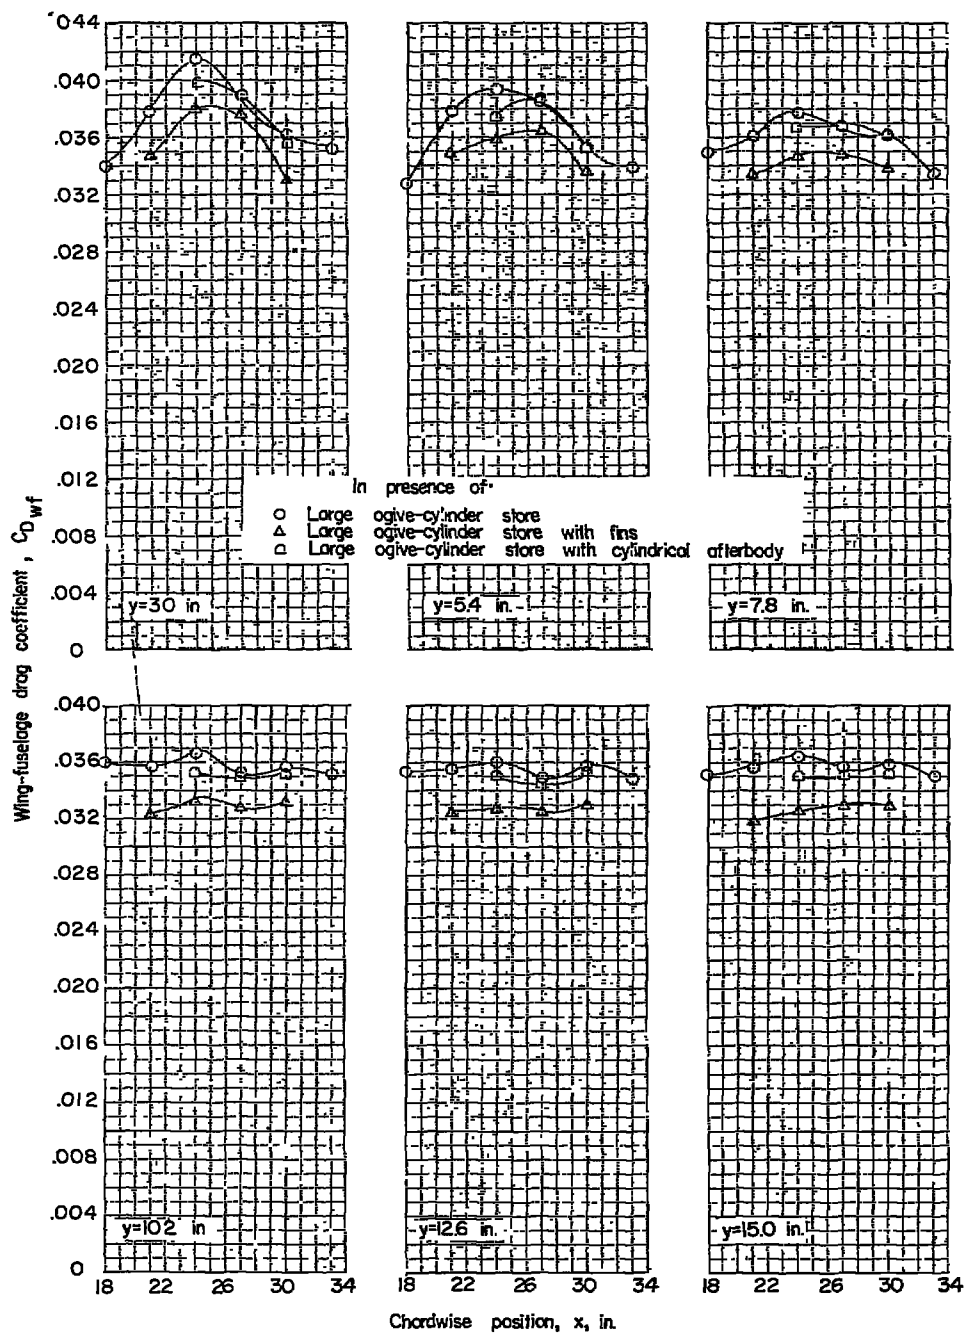 .044
.040
.036
.032
.028
.024
.020
.016
.012
.008
.004
0
Wing-fuselage drag coefficient, C_D_wf
In presence of:
Large ogive-cylinder store
Large ogive-cylinder store with fins
Large ogive-cylinder store with cylindrical afterbody
y=3.0 in
y=5.4 in.
y=7.8 in.
.040
.036
.032
.028
.024
.020
.016
.012
.008
.004
0
y=10.2 in
y=12.6 in.
y=15.0 in.
18 22 26 30 34 18 22 26 30 34 18 22 26 30 34
Chordwise position, x, in.